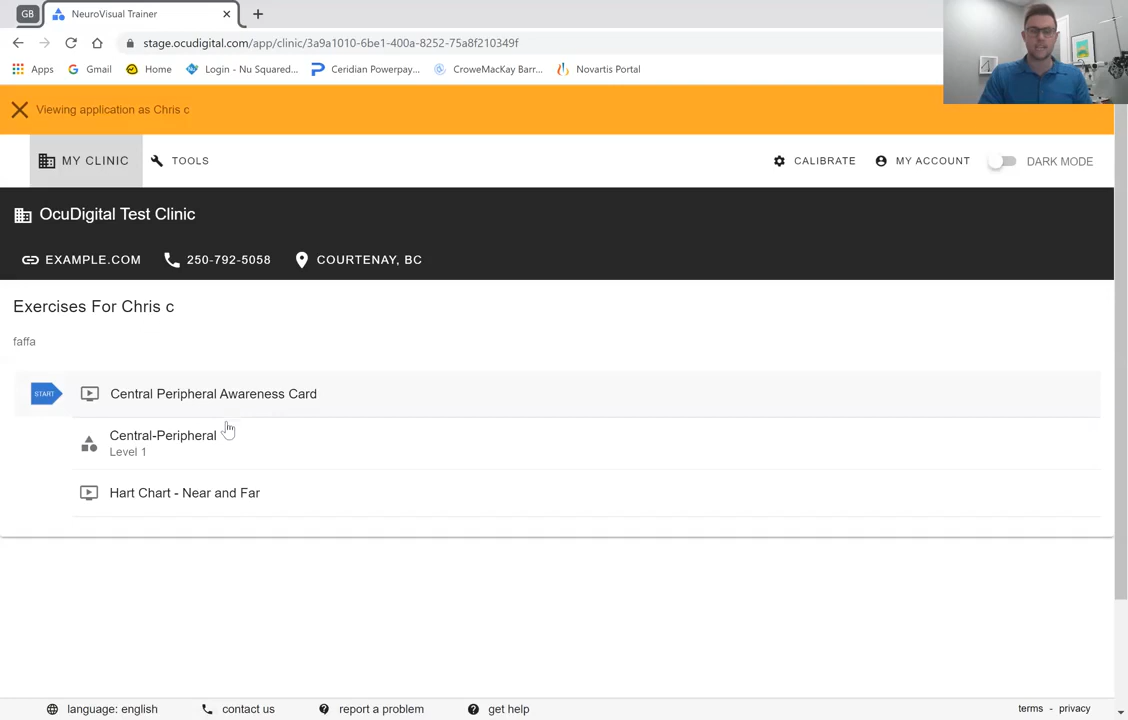 GB NeuroVisual Trainer
stage.ocudigital.com/app/clinic/3a9a1010-6be1-400a-8252-75a8f210349f
Apps Gmail Home Login - Nu Squared... Ceridian Powerpay,... CroweMacKay Barr... Novartis Portal
Viewing application as Chris c
MY CLINIC TOOLS CALIBRATE MY ACCOUNT DARK MODE
OcuDigital Test Clinic
EXAMPLE.COM 250-792-5058 COURTENAY, BC
Exercises For Chris c
faffa
START Central Peripheral Awareness Card
Central-Peripheral
Level 1
Hart Chart - Near and Far
language: english contact us report a problem get help terms - privacy